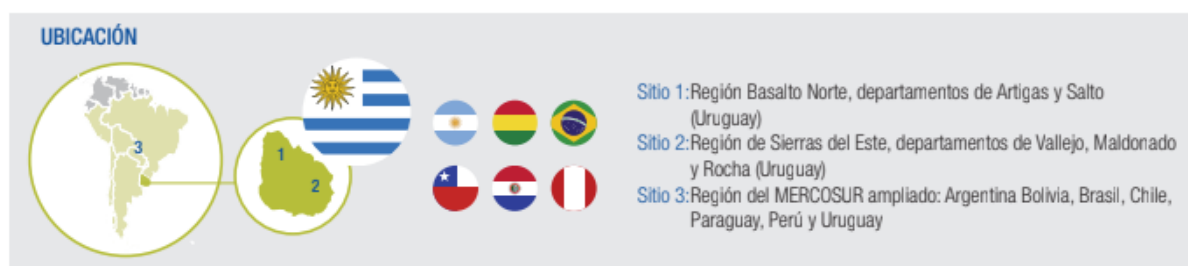 UBICACIÓN
3
1
2
Sitio 1:Región Basalto Norte, departamentos de Artigas y Salto
(Uruguay)
Sitio 2:Región de Sierras del Este, departamentos de Vallejo, Maldonado
y Rocha (Uruguay)
Sitio 3:Región del MERCOSUR ampliado: Argentina Bolivia, Brasil, Chile,
Paraguay, Perú y Uruguay